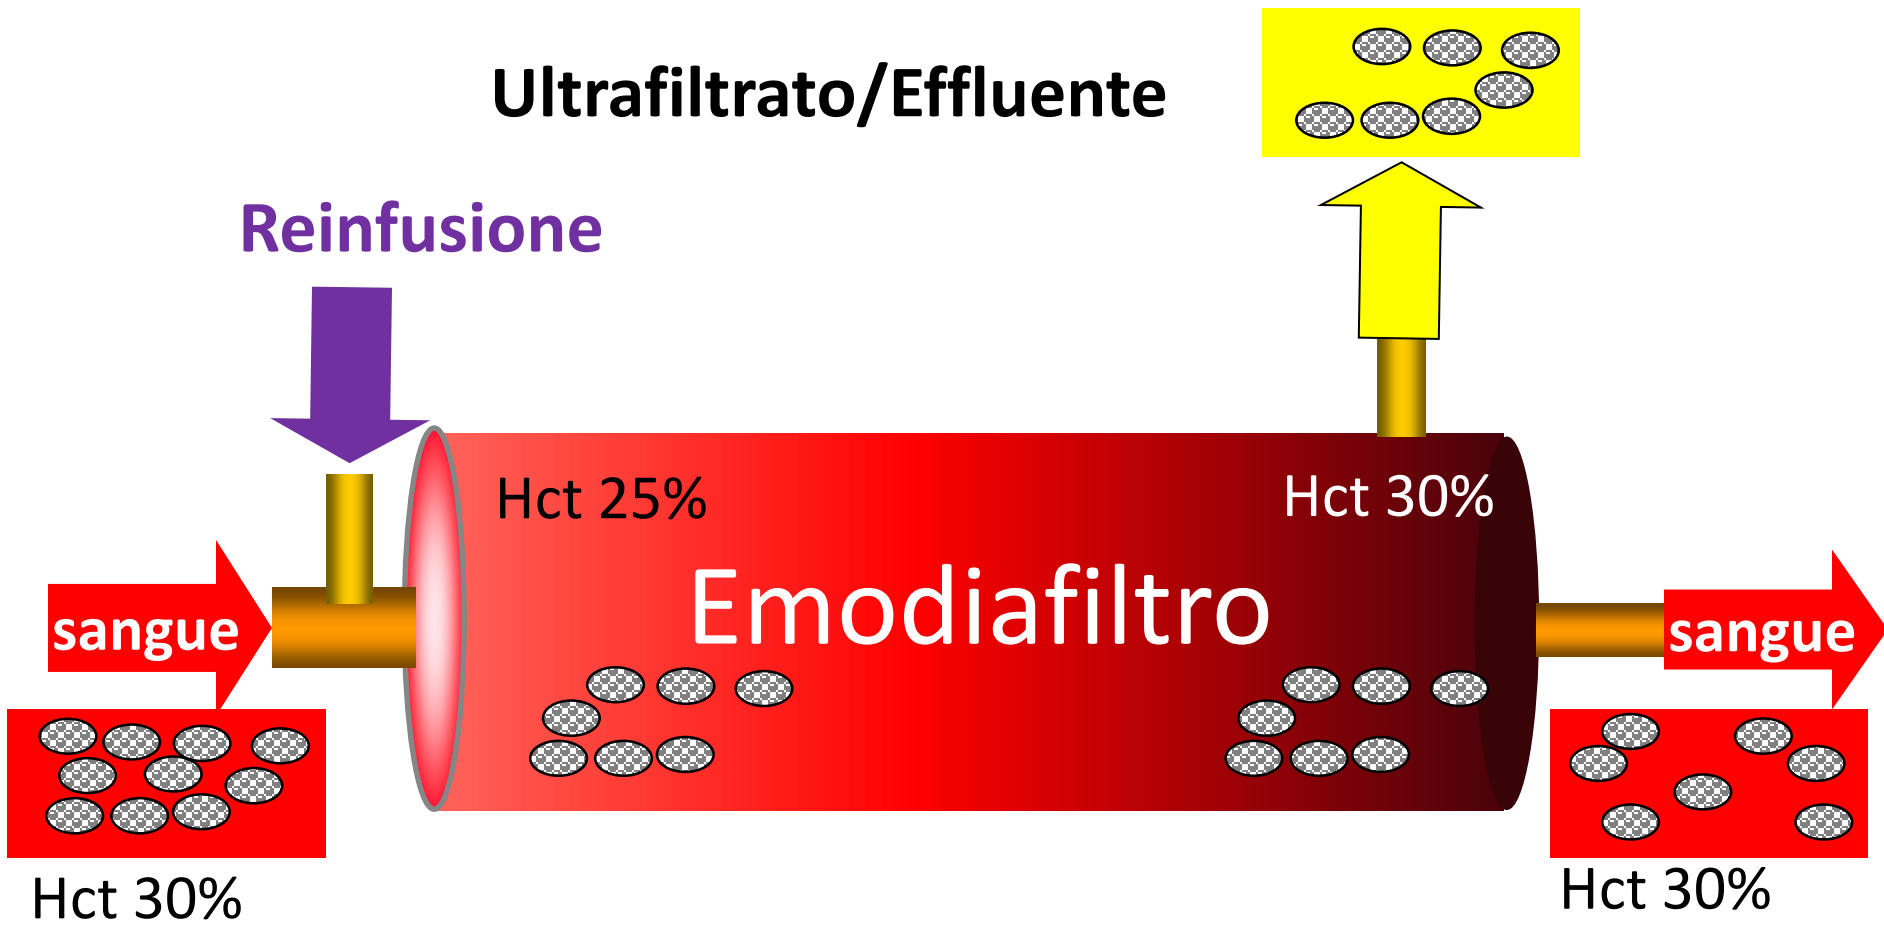 Ultrafiltrato/Effluente
Reinfusione
Hct 25%
Hct 30%
Emodiafiltro
sangue
sangue
Hct 30%
Hct 30%